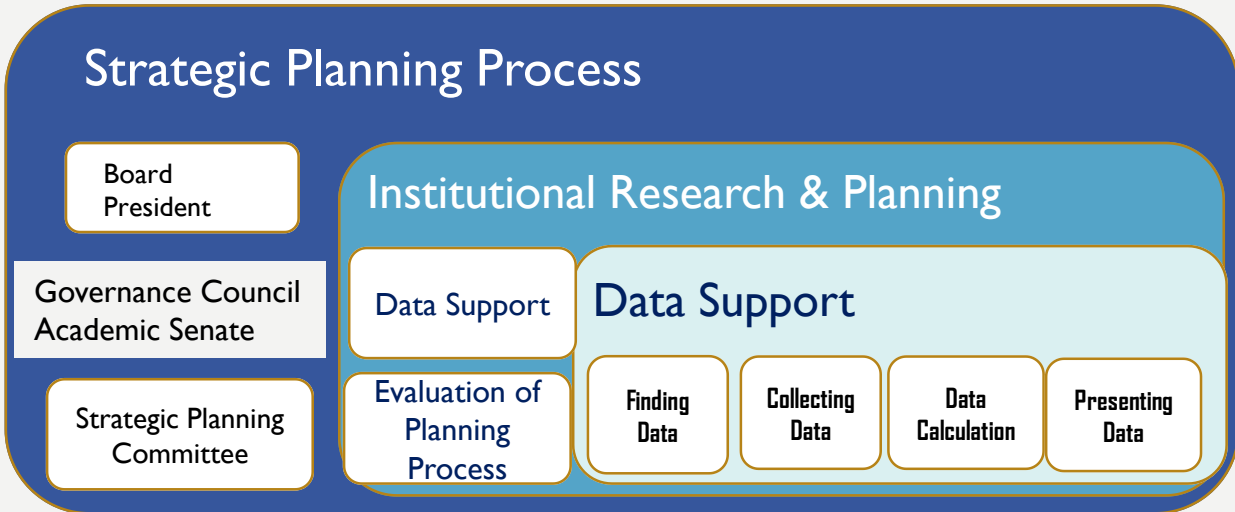 Strategic Planning Process
Board
President
Governance Council
Academic Senate
Strategic Planning
Committee
Institutional Research & Planning
Data Support
Evaluation of
Planning
Process
Data Support
Finding
Data
Collecting
Data
Data
Calculation
Presenting
Data